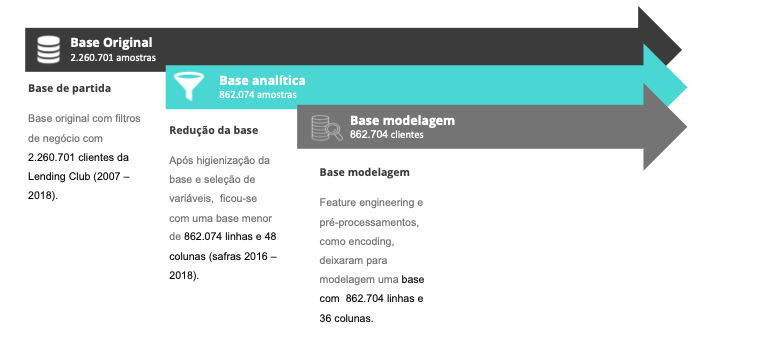 Base Original
2.260.701 amostras
Base analítica
862.074 amostras
Base modelagem
862.704 clientes
Base de partida
Base original com filtros
de negócio com
2.260.701 clientes da
Lending Club (2007 –
2018).
Redução da base
Após higienização da
base e seleção de
variáveis, ficou-se
com uma base menor
de 862.074 linhas e 48
colunas (safras 2016 –
2018).
Base modelagem
Feature engineering e
pré-processamentos,
como encoding,
deixaram para
modelagem uma base
com 862.704 linhas e
36 colunas.